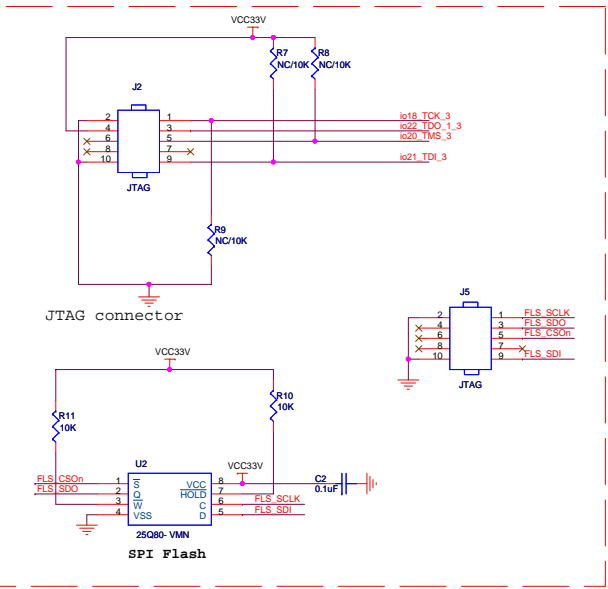 VCC33V
R7
NC/10K
R8
NC/10K
J2
2 1
4 3
6 5
8 7
10 9
JTAG
io18_TCK_3
io22_TDO_1_3
io20_TMS_3
io21_TDI_3
R9
NC/10K
JTAG connector
J5
2 1
4 3
6 5
8 7
10 9
JTAG
FLS_SCLK
FLS_SDO
FLS_CSOn
FLS_SDI
VCC33V
R11
10K
R10
10K
U2
VCC33V
FLS_CSOn 1 S VCC 8
FLS_SDO 2 Q HOLD 7
3 W C 6 FLS_SCLK
4 VSS D 5 FLS_SDI
C2
0.1uF
25Q80- VMN
SPI Flash